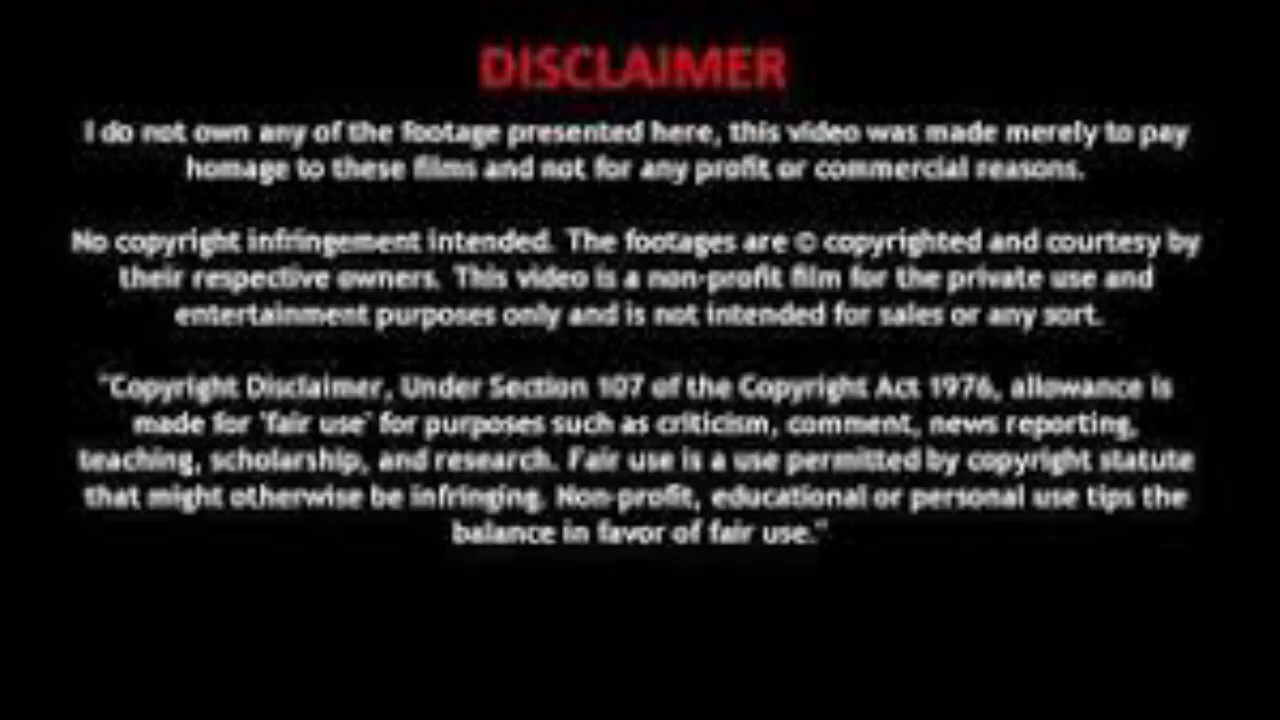 DISCLAIMER
I do not own any of the footage presented here, this video was made merely to pay
homage to these films and not for any profit or commercial reasons.
No copyright infringement intended. The footages are © copyrighted and courtesy by
their respective owners. This video is a non-profit film for the private use and
entertainment purposes only and is not intended for sales or any sort.
"Copyright Disclaimer, Under Section 107 of the Copyright Act 1976, allowance is
made for 'fair use' for purposes such as criticism, comment, news reporting,
teaching, scholarship, and research. Fair use is a use permitted by copyright statute
that might otherwise be infringing. Non-profit, educational or personal use tips the
balance in favor of fair use."